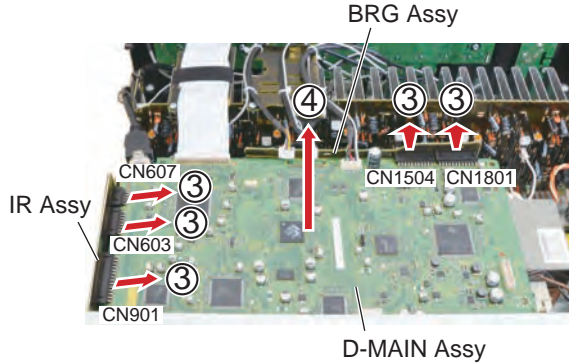 BRG Assy
④
③ ③
CN607
③
CN1504 CN1801
IR Assy
③
CN603
③
CN901
D-MAIN Assy